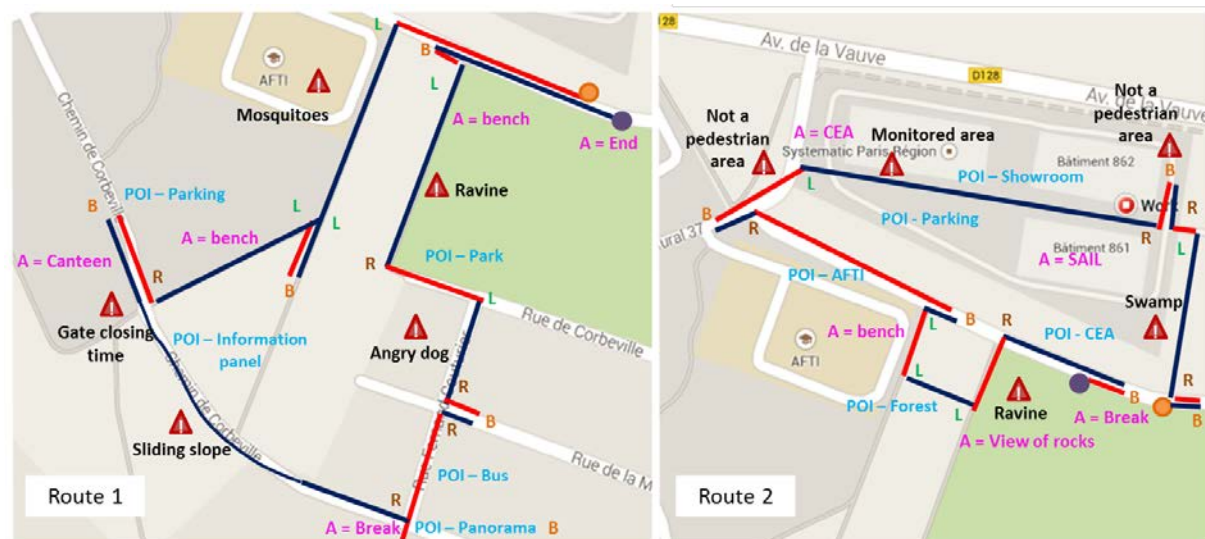 L
B
AFTI
Mosquitoes
L
A = bench
A = End
Chemin de Corbeville
Ravine
POI – Parking
B
L
L
A = bench
A = Canteen
R
POI – Park
R
B
L
Gate closing
time
POI – Information
panel
Angry dog
Rue de Corbeville
Chemin de Corbeville
Sliding slope
R
B
R
POI – Bus
Rue de la M
R
Route 1
A = Break
POI – Panorama
B
128
Av. de la Vauve
D128
Not a
pedestrian
area
Av. de la Vauve
Not a
pedestrian
area
A = CEA
Monitored area
Systematic Paris Région
Bâtiment 862
L
POI – Showroom
B
Work
B
R
POI - Parking
R
R
L
ural 37
Bâtiment 861
A = SAIL
POI – AFTI
Swamp
L
B
R
A = bench
POI - CEA
AFTI
R
POI – Forest
L
L
Ravine
B
A = Break
B
A = View of rocks
Route 2